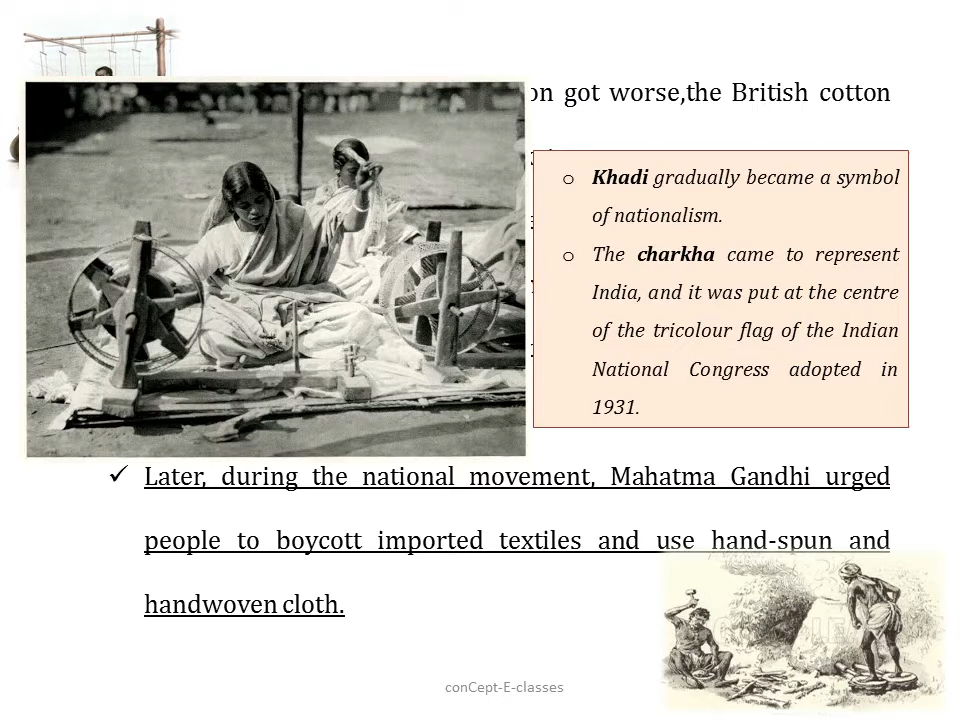 got worse,the British cotton
o Khadi gradually became a symbol
of nationalism.
o The charkha came to represent
India, and it was put at the centre
of the tricolour flag of the Indian
National Congress adopted in
1931.
✓ Later, during the national movement, Mahatma Gandhi urged
people to boycott imported textiles and use hand-spun and
handwoven cloth.
conCept-E-classes